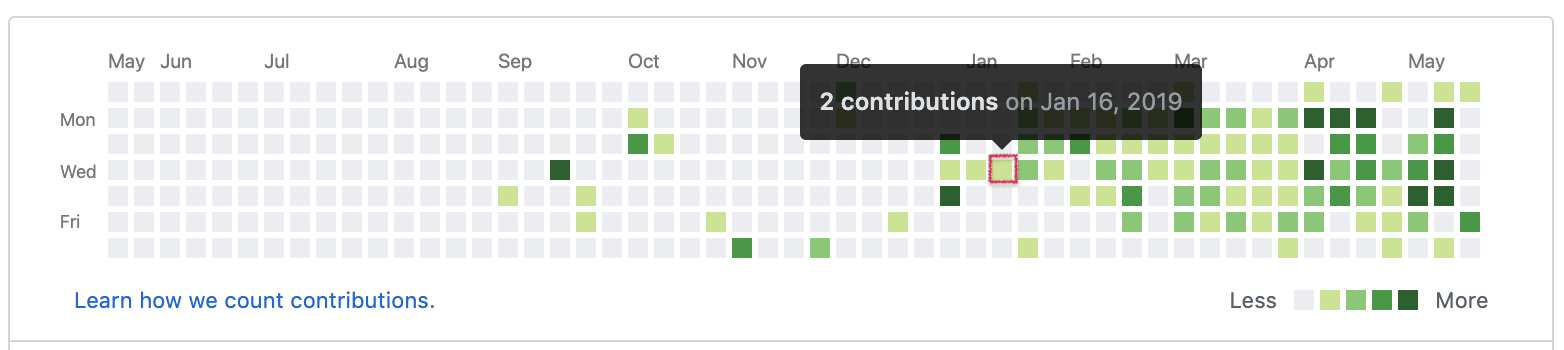 May Jun Jul Aug Sep Oct Nov Dec Jan Feb Mar Apr May
2 contributions on Jan 16, 2019
Mon
Wed
Fri
Learn how we count contributions.
Less More